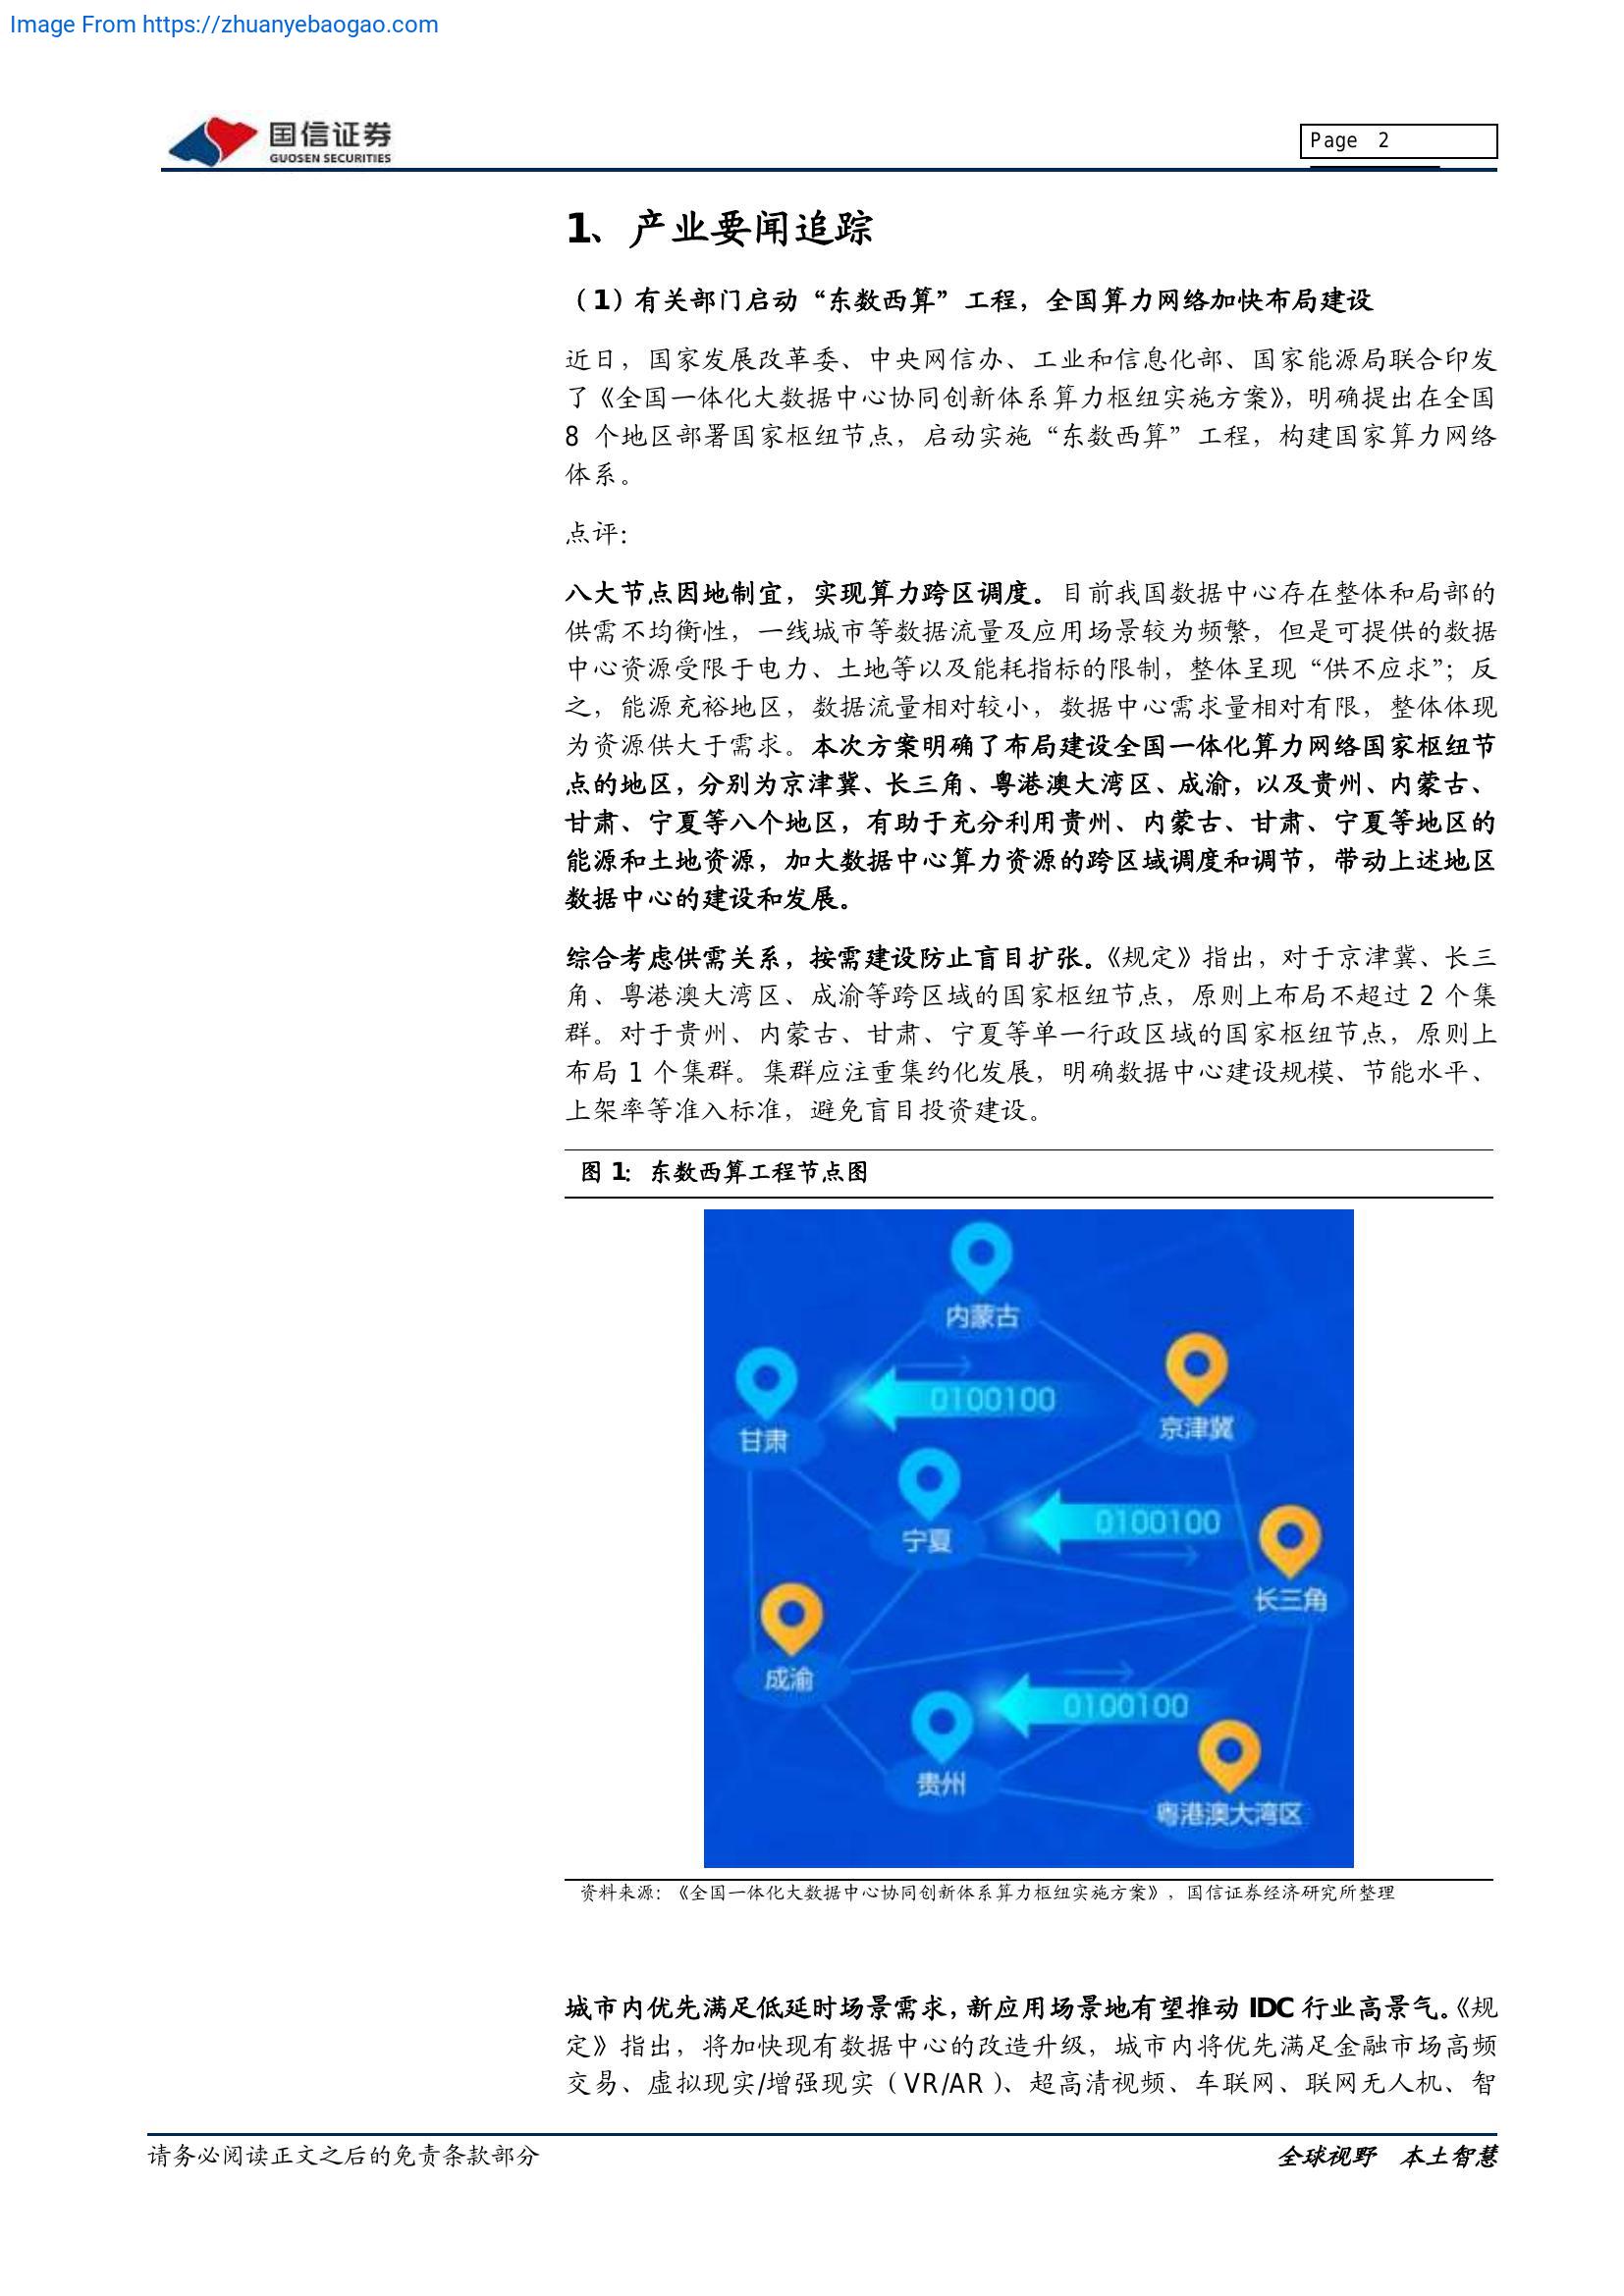 Image From https://zhuanyebaogao.com
国信证券
GUOSEN SECURITIES
Page 2
1、产业要闻追踪
（1）有关部门启动“东数西算”工程，全国算力网络加快布局建设
近日，国家发展改革委、中央网信办、工业和信息化部、国家能源局联合印发
了《全国一体化大数据中心协同创新体系算力枢纽实施方案》，明确提出在全国
8 个地区部署国家枢纽节点，启动实施“东数西算”工程，构建国家算力网络
体系。
点评：
八大节点因地制宜，实现算力跨区调度。目前我国数据中心存在整体和局部的
供需不均衡性，一线城市等数据流量及应用场景较为频繁，但是可提供的数据
中心资源受限于电力、土地等以及能耗指标的限制，整体呈现“供不应求”；反
之，能源充裕地区，数据流量相对较小，数据中心需求量相对有限，整体体现
为资源供大于需求。本次方案明确了布局建设全国一体化算力网络国家枢纽节
点的地区，分别为京津冀、长三角、粤港澳大湾区、成渝，以及贵州、内蒙古、
甘肃、宁夏等八个地区，有助于充分利用贵州、内蒙古、甘肃、宁夏等地区的
能源和土地资源，加大数据中心算力资源的跨区域调度和调节，带动上述地区
数据中心的建设和发展。
综合考虑供需关系，按需建设防止盲目扩张。《规定》指出，对于京津冀、长三
角、粤港澳大湾区、成渝等跨区域的国家枢纽节点，原则上布局不超过 2 个集
群。对于贵州、内蒙古、甘肃、宁夏等单一行政区域的国家枢纽节点，原则上
布局 1 个集群。集群应注重集约化发展，明确数据中心建设规模、节能水平、
上架率等准入标准，避免盲目投资建设。
图 1：东数西算工程节点图
内蒙古
0100100
京津冀
甘肃
0100100
宁夏
长三角
成渝
0100100
贵州
粤港澳大湾区
资料来源：《全国一体化大数据中心协同创新体系算力枢纽实施方案》，国信证券经济研究所整理
城市内优先满足低延时场景需求，新应用场景地有望推动 IDC 行业高景气。《规
定》指出，将加快现有数据中心的改造升级，城市内将优先满足金融市场高频
交易、虚拟现实/增强现实（VR/AR）、超高清视频、车联网、联网无人机、智
请务必阅读正文之后的免责条款部分
全球视野 本土智慧